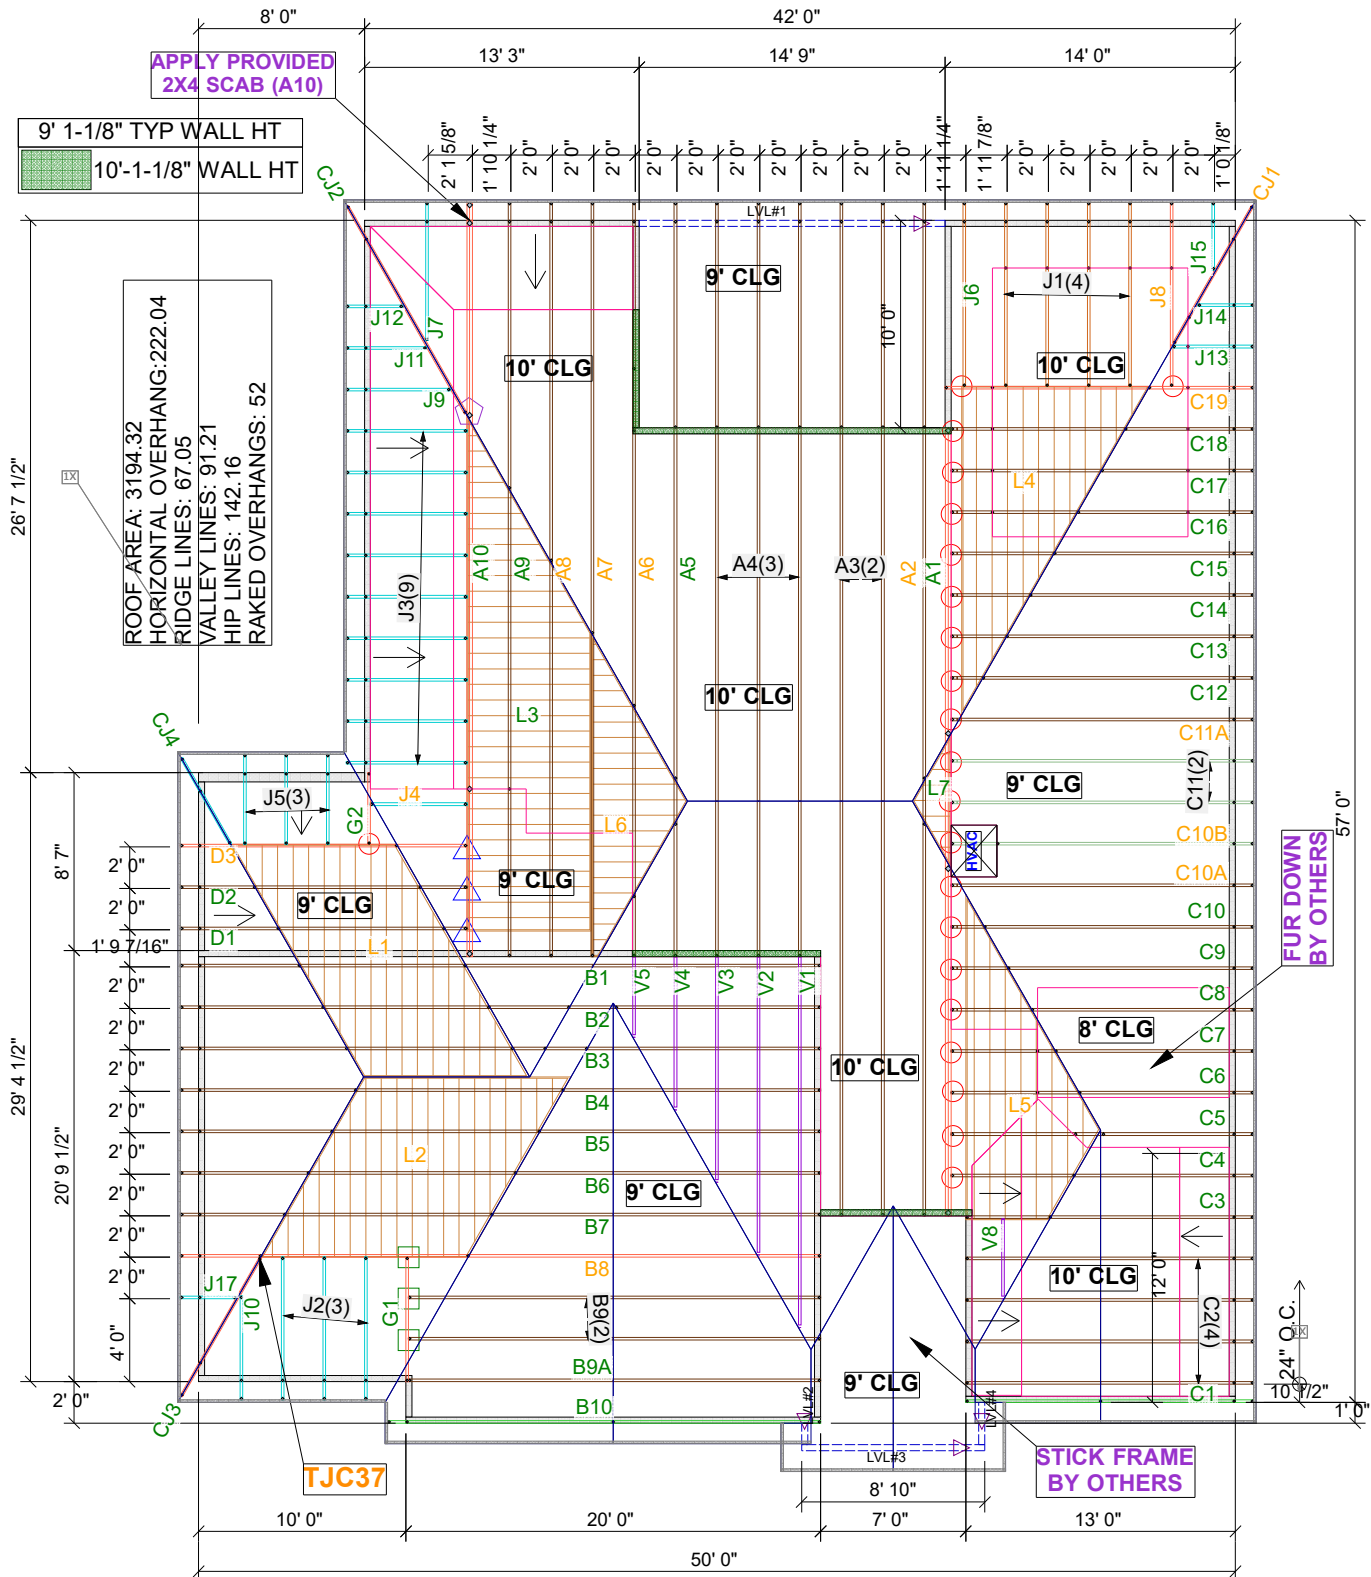 8' 0"
42' 0"
13' 3"
14' 9"
14' 0"
APPLY PROVIDED
2X4 SCAB (A10)
9' 1-1/8" TYP WALL HT
10'-1-1/8" WALL HT
2' 1 5/8"
1' 10 1/4"
2' 0"
2' 0"
2' 0"
2' 0"
2' 0"
2' 0"
2' 0"
2' 0"
2' 0"
2' 0"
1' 11 1/4"
1' 11 7/8"
2' 0"
2' 0"
2' 0"
2' 0"
2' 0"
1' 0 1/8"
CJ2
CJ1
LVL#1
9' CLG
10' 0"
J6
J1(4)
J8
J15
J12
J7
J14
J11
J13
10' CLG
10' CLG
J9
C19
C18
ROOF AREA: 3194.32
HORIZONTAL OVERHANG:222.04
RIDGE LINES: 67.05
VALLEY LINES: 91.21
HIP LINES: 142.16
RAKED OVERHANGS: 52
1X
26' 7 1/2"
L4
C17
C16
A10
A9
A8
A7
A6
A5
A4(3)
A3(2)
A2
A1
C15
J3(9)
C14
C13
10' CLG
C12
L3
C11A
CJ4
9' CLG
C11(2)
L7
57' 0"
J5(3)
J4
G2
L6
HVAC
C10B
8' 7"
2' 0"
D3
9' CLG
C10A
2' 0"
D2
9' CLG
C10
FUR DOWN
BY OTHERS
1' 9 7/16"
D1
L1
C9
2' 0"
B1
V5
V4
V3
V2
V1
C8
2' 0"
B2
8' CLG
C7
2' 0"
B3
10' CLG
C6
2' 0"
B4
L5
C5
29' 4 1/2"
20' 9 1/2"
2' 0"
B5
L2
C4
2' 0"
B6
9' CLG
C3
2' 0"
B7
V8
2' 0"
B8
10' CLG
12' 0"
J17
J10
J2(3)
G1
B9(2)
C2(4)
24" O.C.
1X
4' 0"
B9A
9' CLG
C1
10 1/2"
2' 0"
CJ3
B10
LVL#4
1' 0"
LVL#3
TJC37
STICK FRAME
BY OTHERS
8' 10"
10' 0"
20' 0"
7' 0"
13' 0"
50' 0"